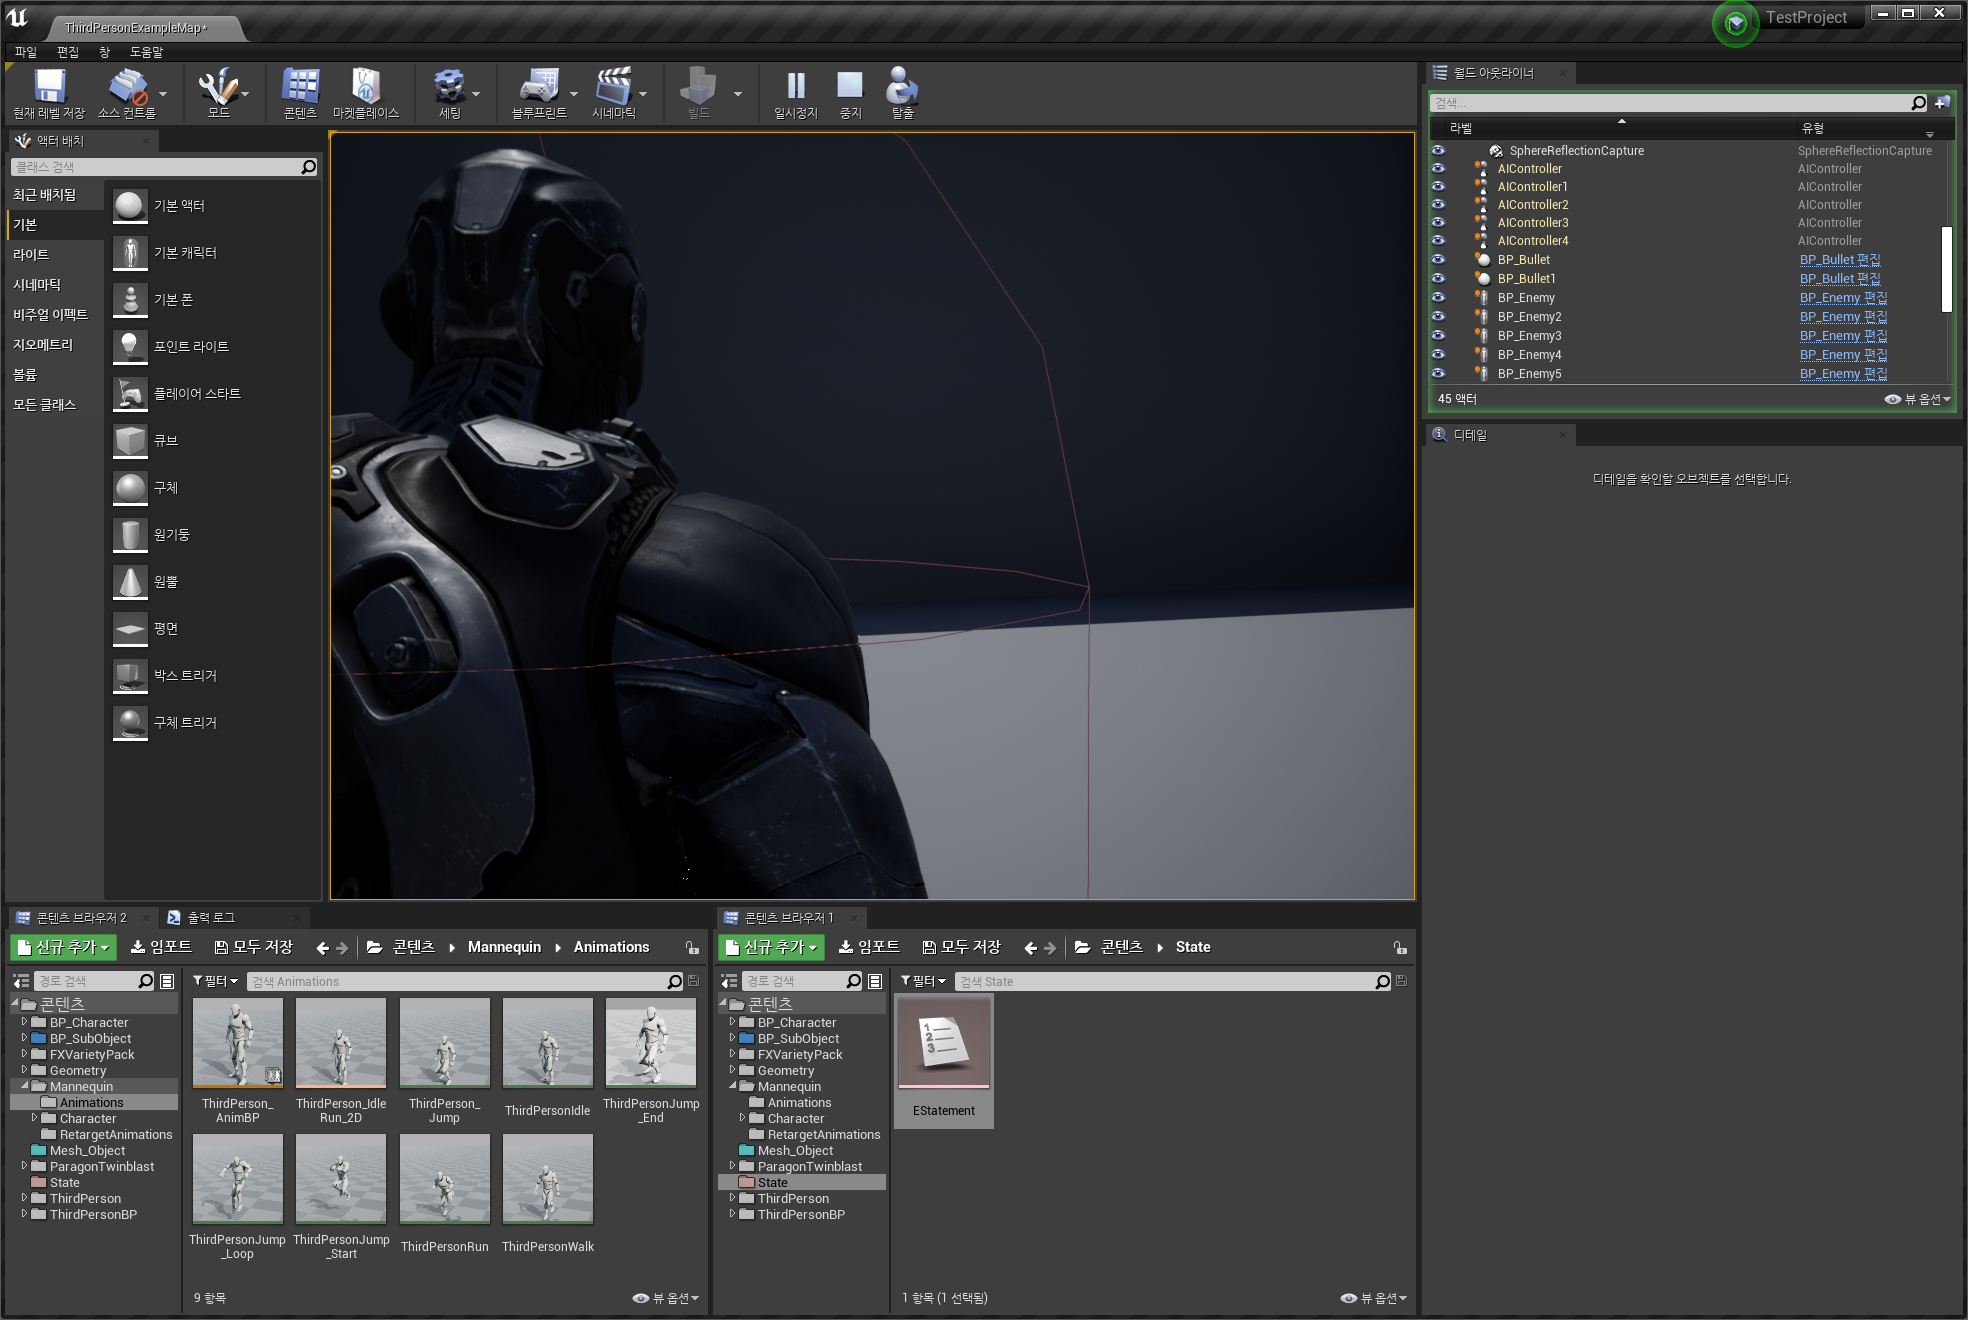 ThirdPersonExampleMap*
TestProject
파일 편집 창 도움말
현재 레벨 저장
소스 컨트롤
모드
콘텐츠
마켓플레이스
세팅
블루프린트
시네마틱
빌드
일시정지
중지
탈출
액터 배치
클래스 검색
최근 배치됨
기본
라이트
시네마틱
비주얼 이펙트
지오메트리
볼륨
모든 클래스
기본 액터
기본 캐릭터
기본 폰
포인트 라이트
플레이어 스타트
큐브
구체
원기둥
원뿔
평면
박스 트리거
구체 트리거
월드 아웃라이너
검색...
라벨 유형
SphereReflectionCapture SphereReflectionCapture
AIController AIController
AIController1 AIController
AIController2 AIController
AIController3 AIController
AIController4 AIController
BP_Bullet BP_Bullet 편집
BP_Bullet1 BP_Bullet 편집
BP_Enemy BP_Enemy 편집
BP_Enemy2 BP_Enemy 편집
BP_Enemy3 BP_Enemy 편집
BP_Enemy4 BP_Enemy 편집
BP_Enemy5 BP_Enemy 편집
45 액터 뷰 옵션
디테일
디테일을 확인할 오브젝트를 선택합니다.
콘텐츠 브라우저 2 출력 로그
신규 추가 임포트 모두 저장 콘텐츠 Mannequin Animations
경로 검색 필터 검색 Animations
콘텐츠
BP_Character
BP_SubObject
FXVarietyPack
Geometry
Mannequin
Animations
Character
RetargetAnimations
Mesh_Object
ParagonTwinblast
State
ThirdPerson
ThirdPersonBP
ThirdPerson_
AnimBP
ThirdPerson_Idle
Run_2D
ThirdPerson_
Jump
ThirdPersonIdle
ThirdPersonJump
_End
ThirdPersonJump
_Loop
ThirdPersonJump
_Start
ThirdPersonRun
ThirdPersonWalk
9 항목 뷰 옵션
콘텐츠 브라우저 1
신규 추가 임포트 모두 저장 콘텐츠 State
경로 검색 필터 검색 State
콘텐츠
BP_Character
BP_SubObject
FXVarietyPack
Geometry
Mannequin
Animations
Character
RetargetAnimations
Mesh_Object
ParagonTwinblast
State
ThirdPerson
ThirdPersonBP
1
2
3
EStatement
1 항목 (1 선택됨) 뷰 옵션